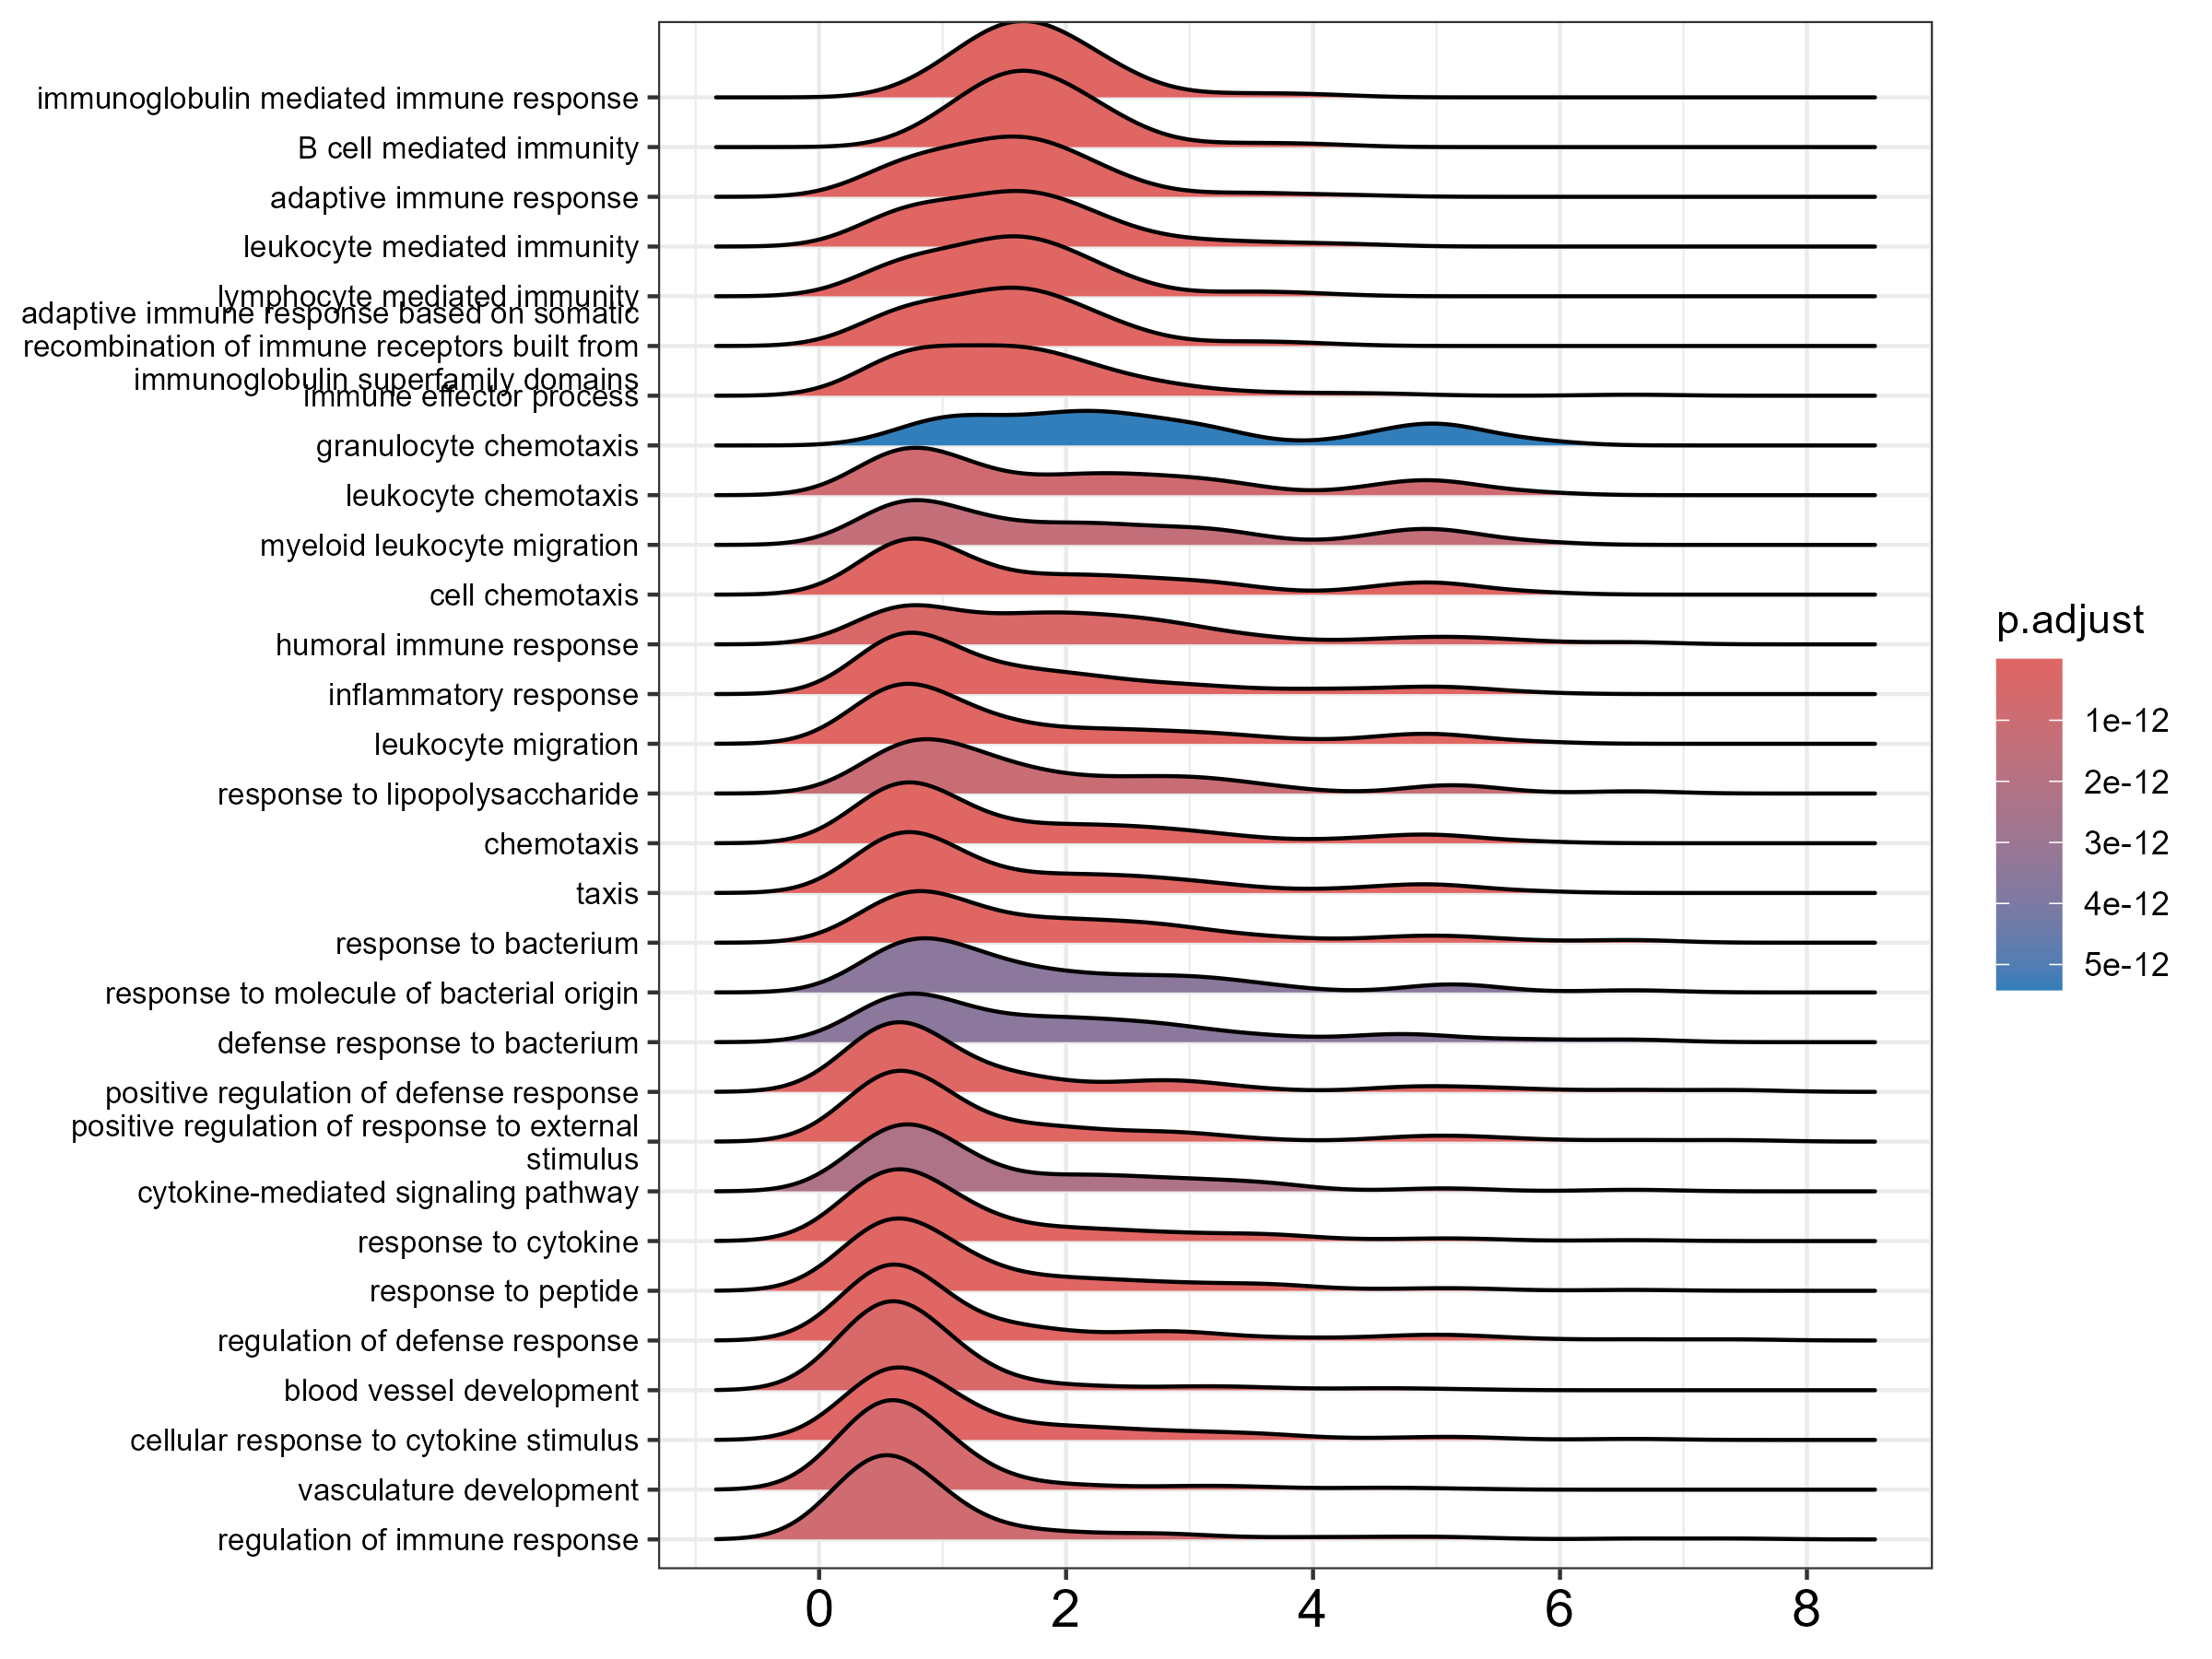 immunoglobulin mediated immune response
B cell mediated immunity
adaptive immune response
leukocyte mediated immunity
lymphocyte mediated immunity
adaptive immune response based on somatic
recombination of immune receptors built from
immunoglobulin superfamily domains
immune effector process
granulocyte chemotaxis
leukocyte chemotaxis
myeloid leukocyte migration
cell chemotaxis
humoral immune response
inflammatory response
leukocyte migration
response to lipopolysaccharide
chemotaxis
taxis
response to bacterium
response to molecule of bacterial origin
defense response to bacterium
positive regulation of defense response
positive regulation of response to external
stimulus
cytokine-mediated signaling pathway
response to cytokine
response to peptide
regulation of defense response
blood vessel development
cellular response to cytokine stimulus
vasculature development
regulation of immune response
0 2 4 6 8
p.adjust
1e-12
2e-12
3e-12
4e-12
5e-12